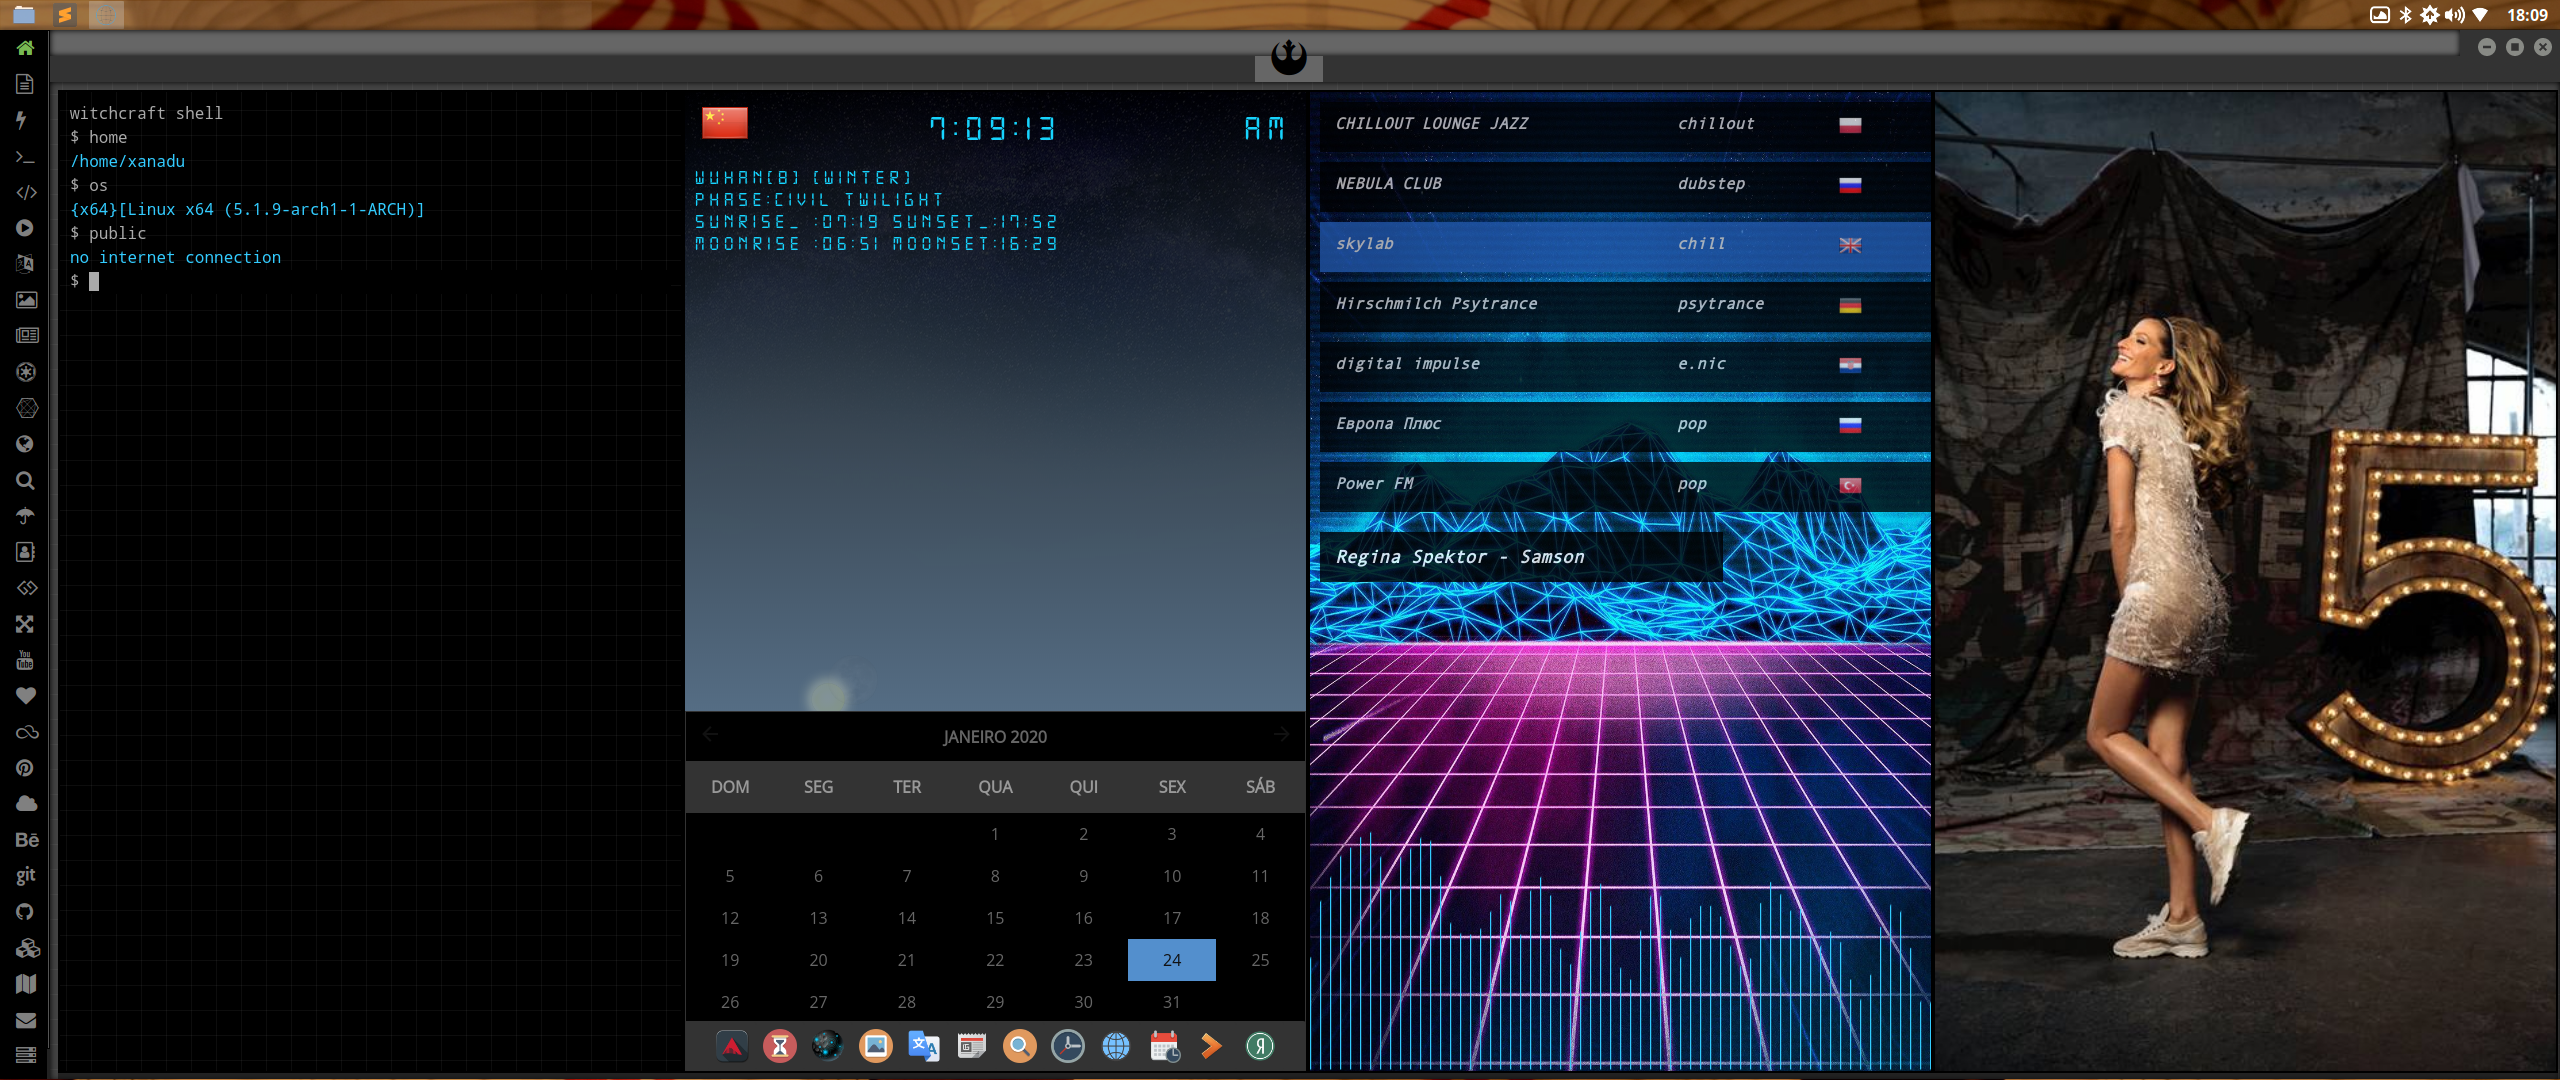 18:09
witchcraft shell
$ home
/home/xanadu
$ os
{x64}[Linux x64 (5.1.9-arch1-1-ARCH)]
$ public
no internet connection
$
7:09:13 AM
WUHAN[B] [WINTER]
PHASE:CIVIL TWILIGHT
SUNRISE_ :07:19 SUNSET_:17:52
MOONRISE :06:51 MOONSET:16:29
JANEIRO 2020
DOM SEG TER QUA QUI SEX SÁB
1 2 3 4
5 6 7 8 9 10 11
12 13 14 15 16 17 18
19 20 21 22 23 24 25
26 27 28 29 30 31
CHILLOUT LOUNGE JAZZ chillout
NEBULA CLUB dubstep
skylab chill
Hirschmilch Psytrance psytrance
digital impulse e.nic
Европа Плюс pop
Power FM pop
Regina Spektor - Samson
5
You
Tube
Bē
git